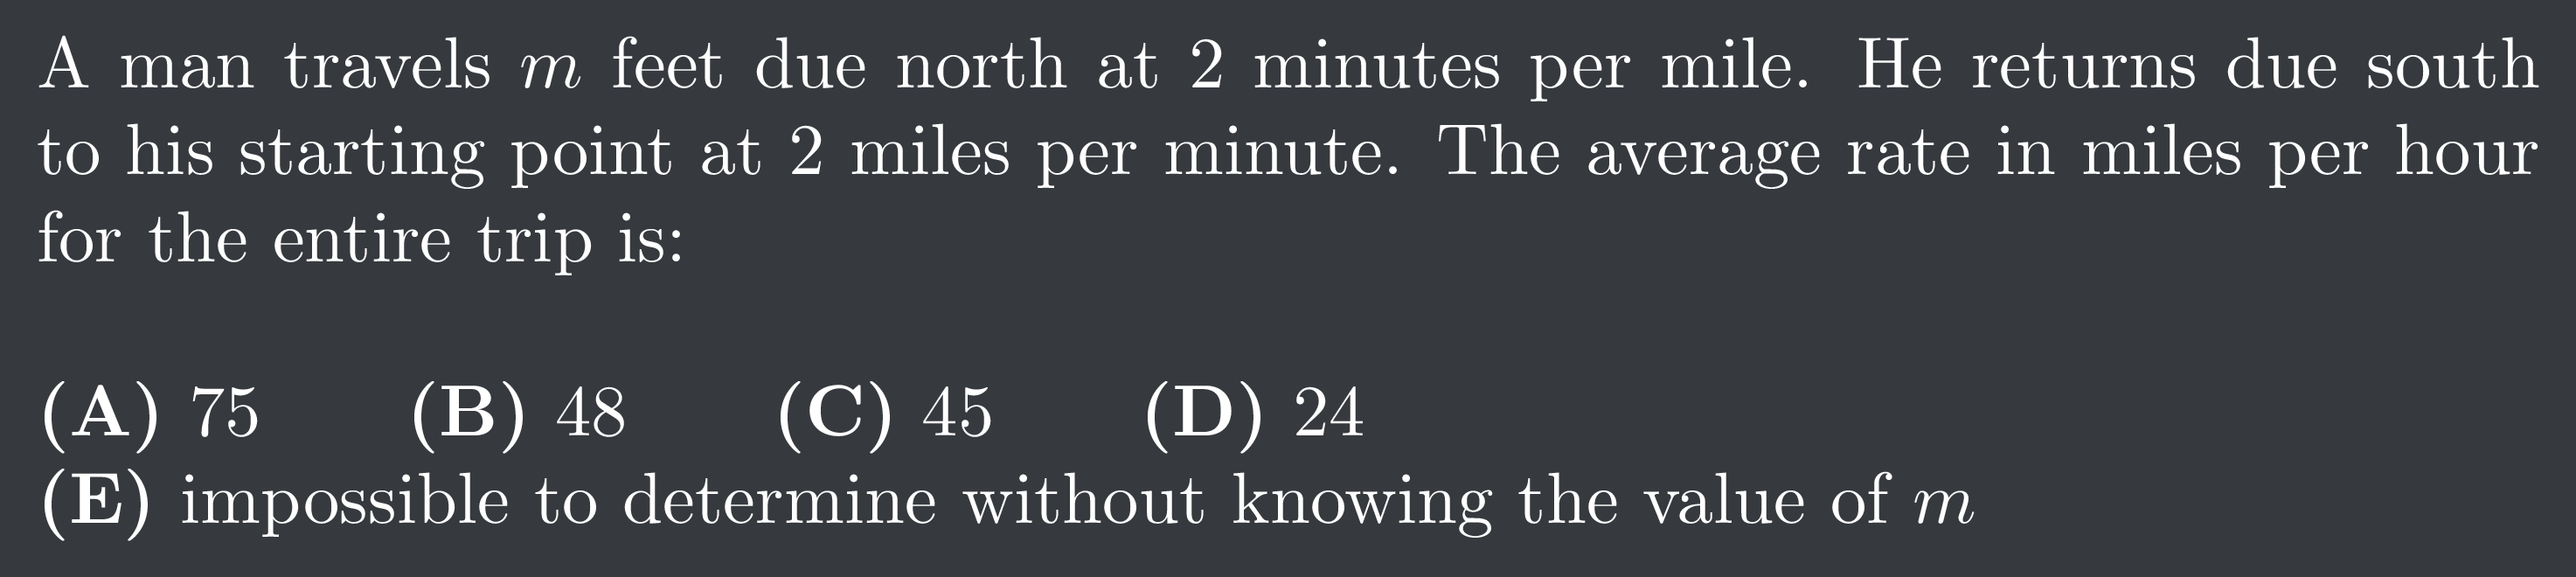 A man travels m feet due north at 2 minutes per mile. He returns due south
to his starting point at 2 miles per minute. The average rate in miles per hour
for the entire trip is:
(A) 75 (B) 48 (C) 45 (D) 24
(E) impossible to determine without knowing the value of m